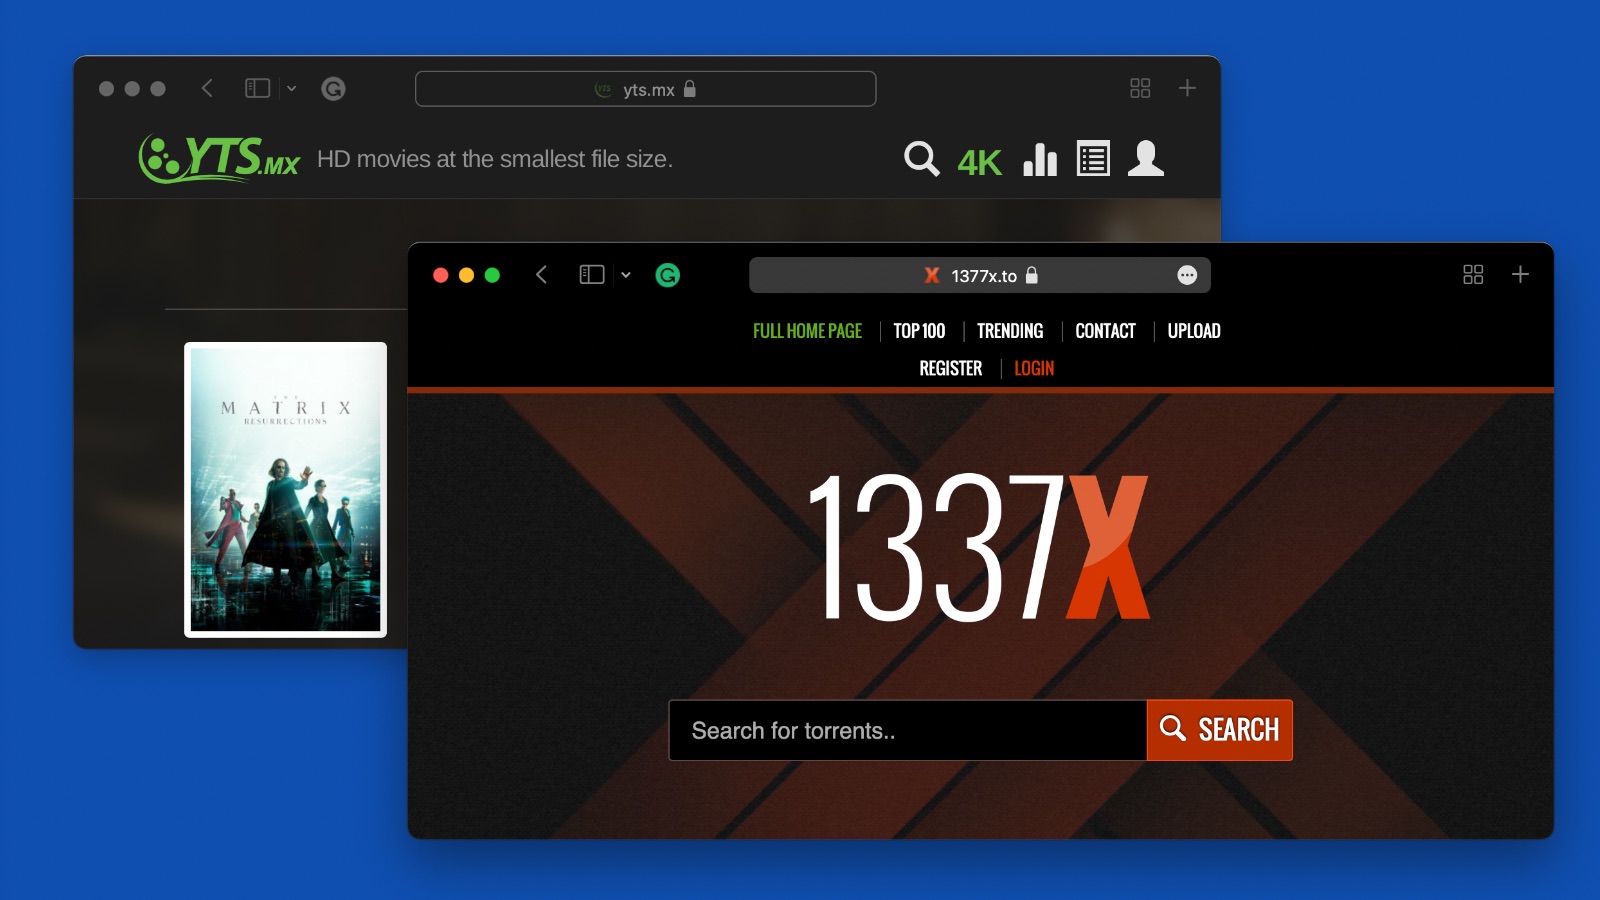 yts.mx
YTS.MX HD movies at the smallest file size.
4K
THE
MATRIX
RESURRECTIONS
1377x.to
FULL HOME PAGE TOP 100 TRENDING CONTACT UPLOAD
REGISTER LOGIN
1337X
Search for torrents.. SEARCH